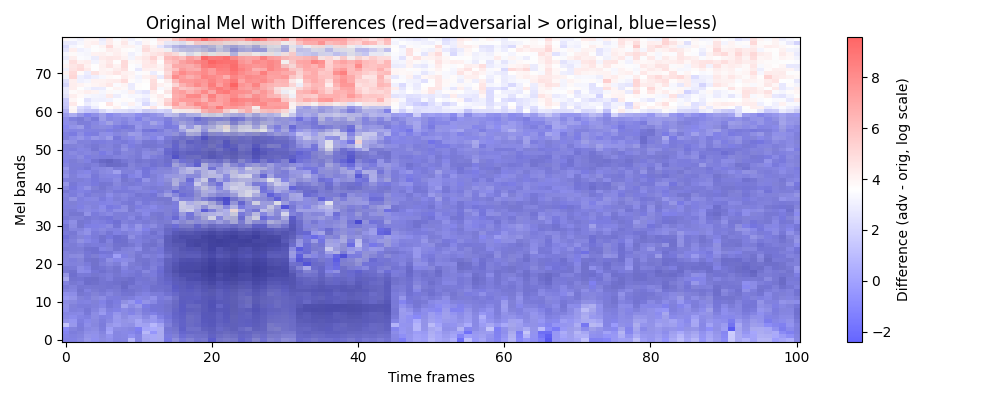 Original Mel with Differences (red=adversarial > original, blue=less)
70
60
50
40
30
20
10
0
Mel bands
0 20 40 60 80 100
Time frames
8
6
4
2
0
−2
Difference (adv - orig, log scale)